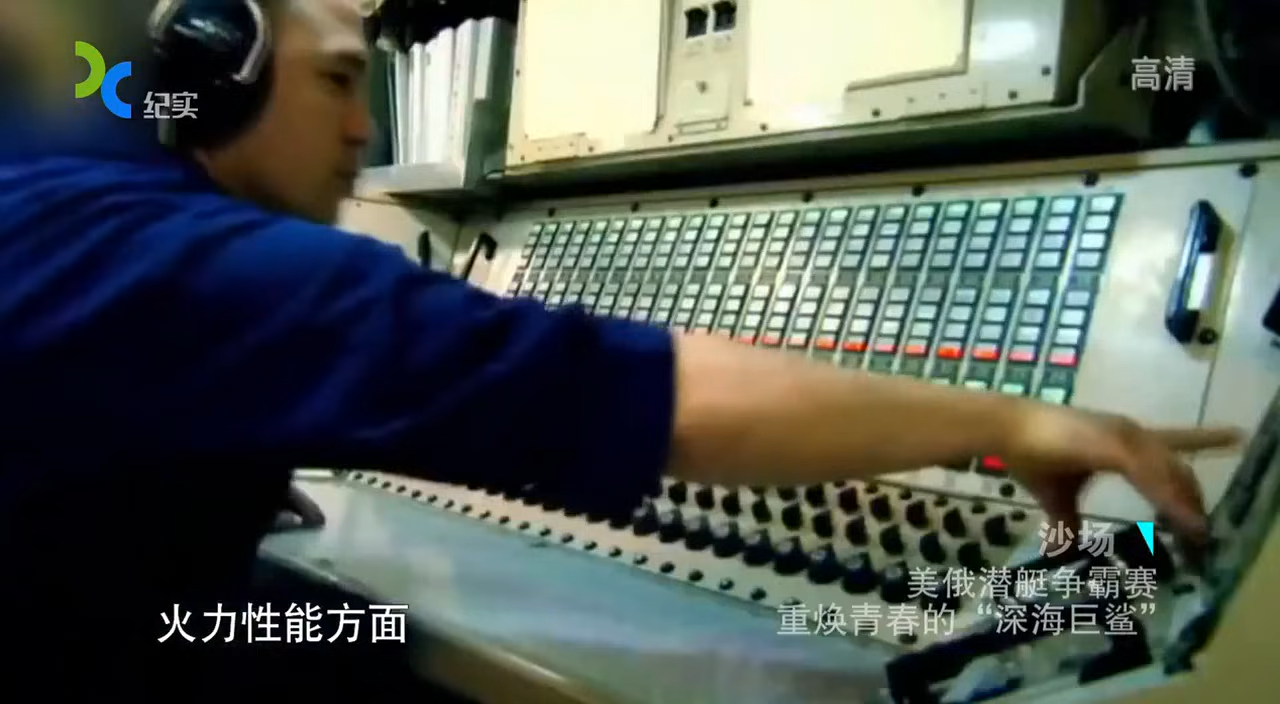 纪实
高清
沙场
美俄潜艇争霸赛
重焕青春的“深海巨鲨”
火力性能方面